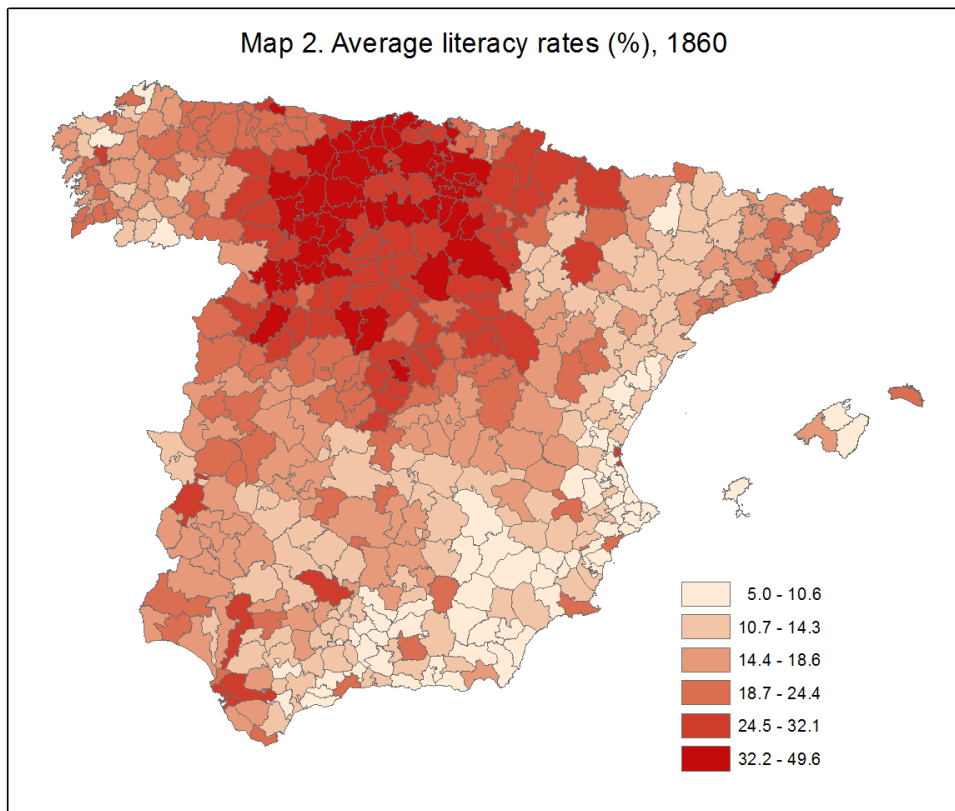 Map 2. Average literacy rates (%), 1860
5.0 - 10.6
10.7 - 14.3
14.4 - 18.6
18.7 - 24.4
24.5 - 32.1
32.2 - 49.6